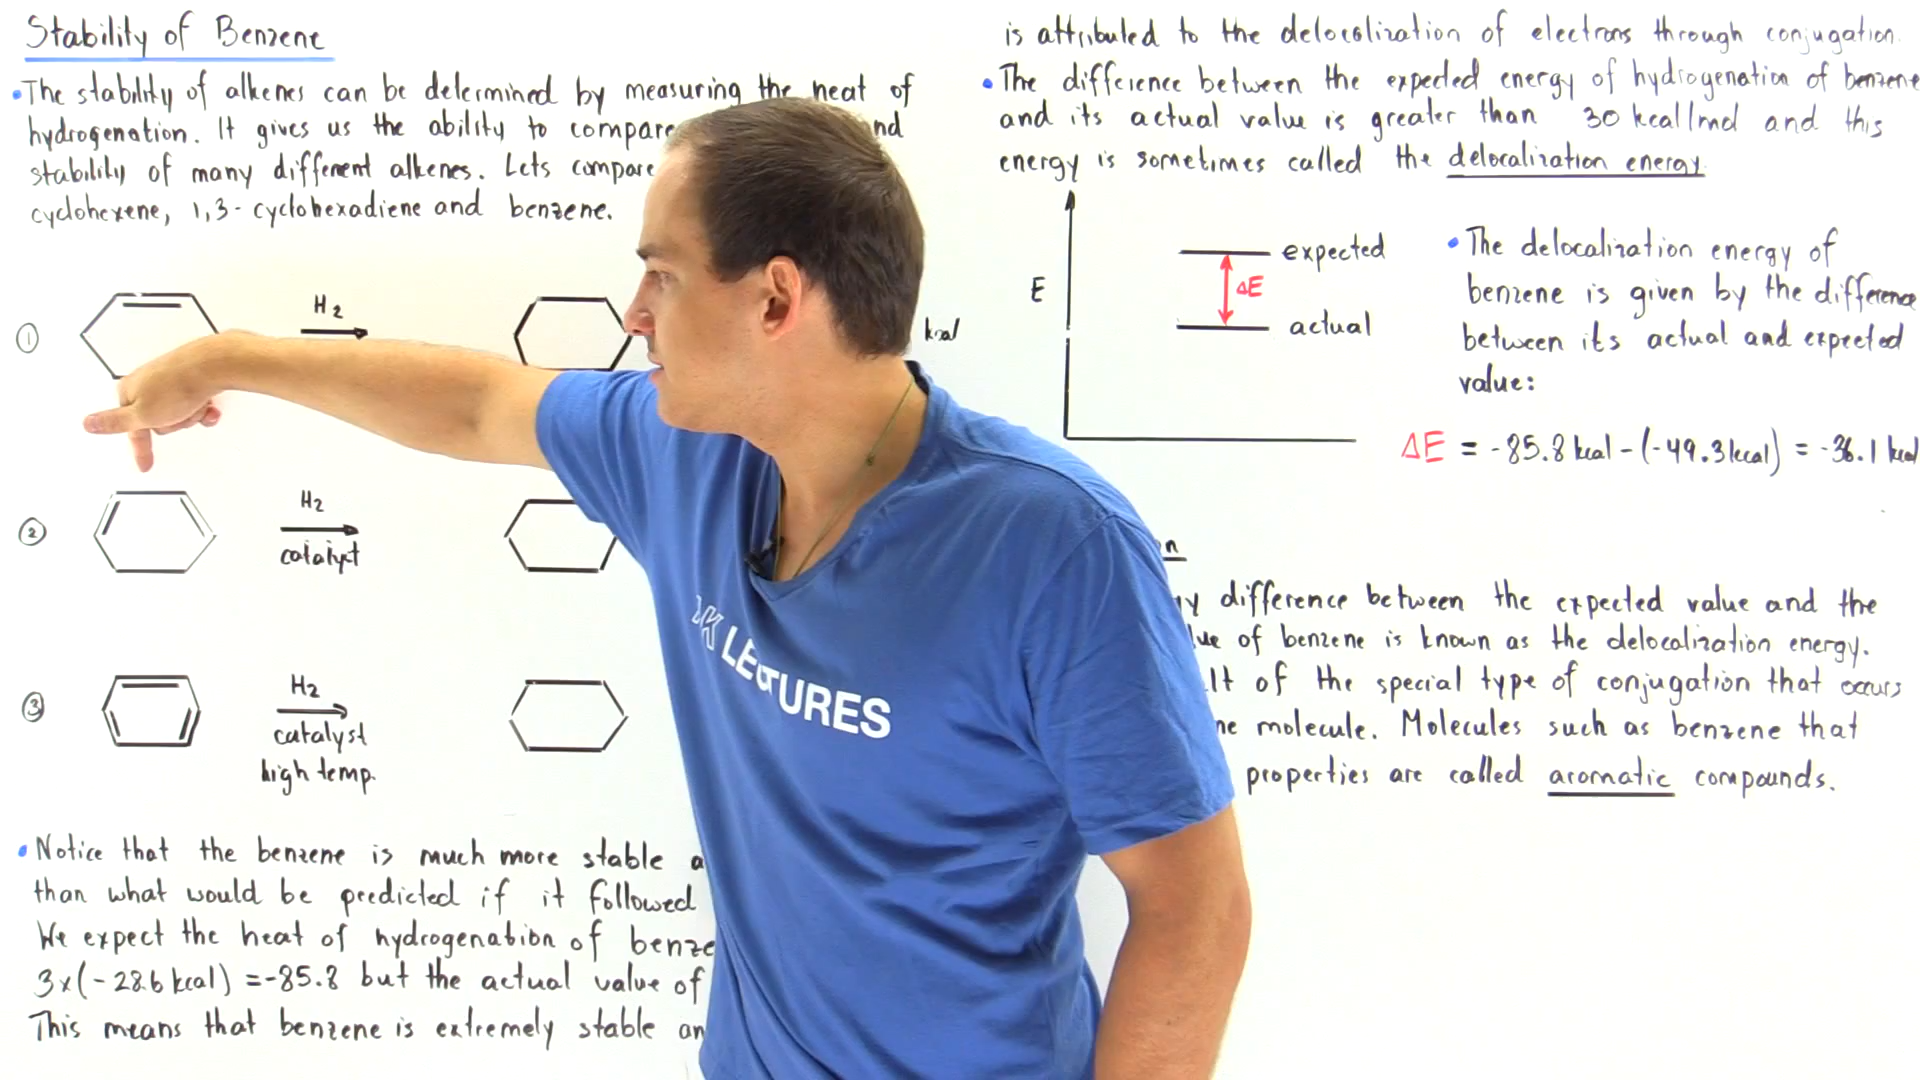 Stability of Benzene
• The stability of alkenes can be determined by measuring the heat of
hydrogenation. It gives us the ability to compare nd
stability of many different alkenes. Lets compare
cyclohexene, 1,3-cyclohexadiene and benzene.
① H2 kcal
② H2
catalyst
③ H2
catalyst
high temp.
• Notice that the benzene is much more stable a
than what would be predicted if it followed
We expect the heat of hydrogenation of benze
3x(-28.6 kcal) = -85.8 but the actual value of
This means that benzene is extremely stable an
LECTURES
is attributed to the delocalization of electrons through conjugation.
• The difference between the expected energy of hydrogenation of benzene
and its actual value is greater than 30 kcal/mol and this
energy is sometimes called the delocalization energy.
E
expected
ΔE
actual
• The delocalization energy of
benzene is given by the difference
between its actual and expected
value:
ΔE = -85.8 kcal - (-49.3 kcal) = -36.1 kcal
n
y difference between the expected value and the
lue of benzene is known as the delocalization energy.
lt of the special type of conjugation that occurs
ne molecule. Molecules such as benzene that
properties are called aromatic compounds.